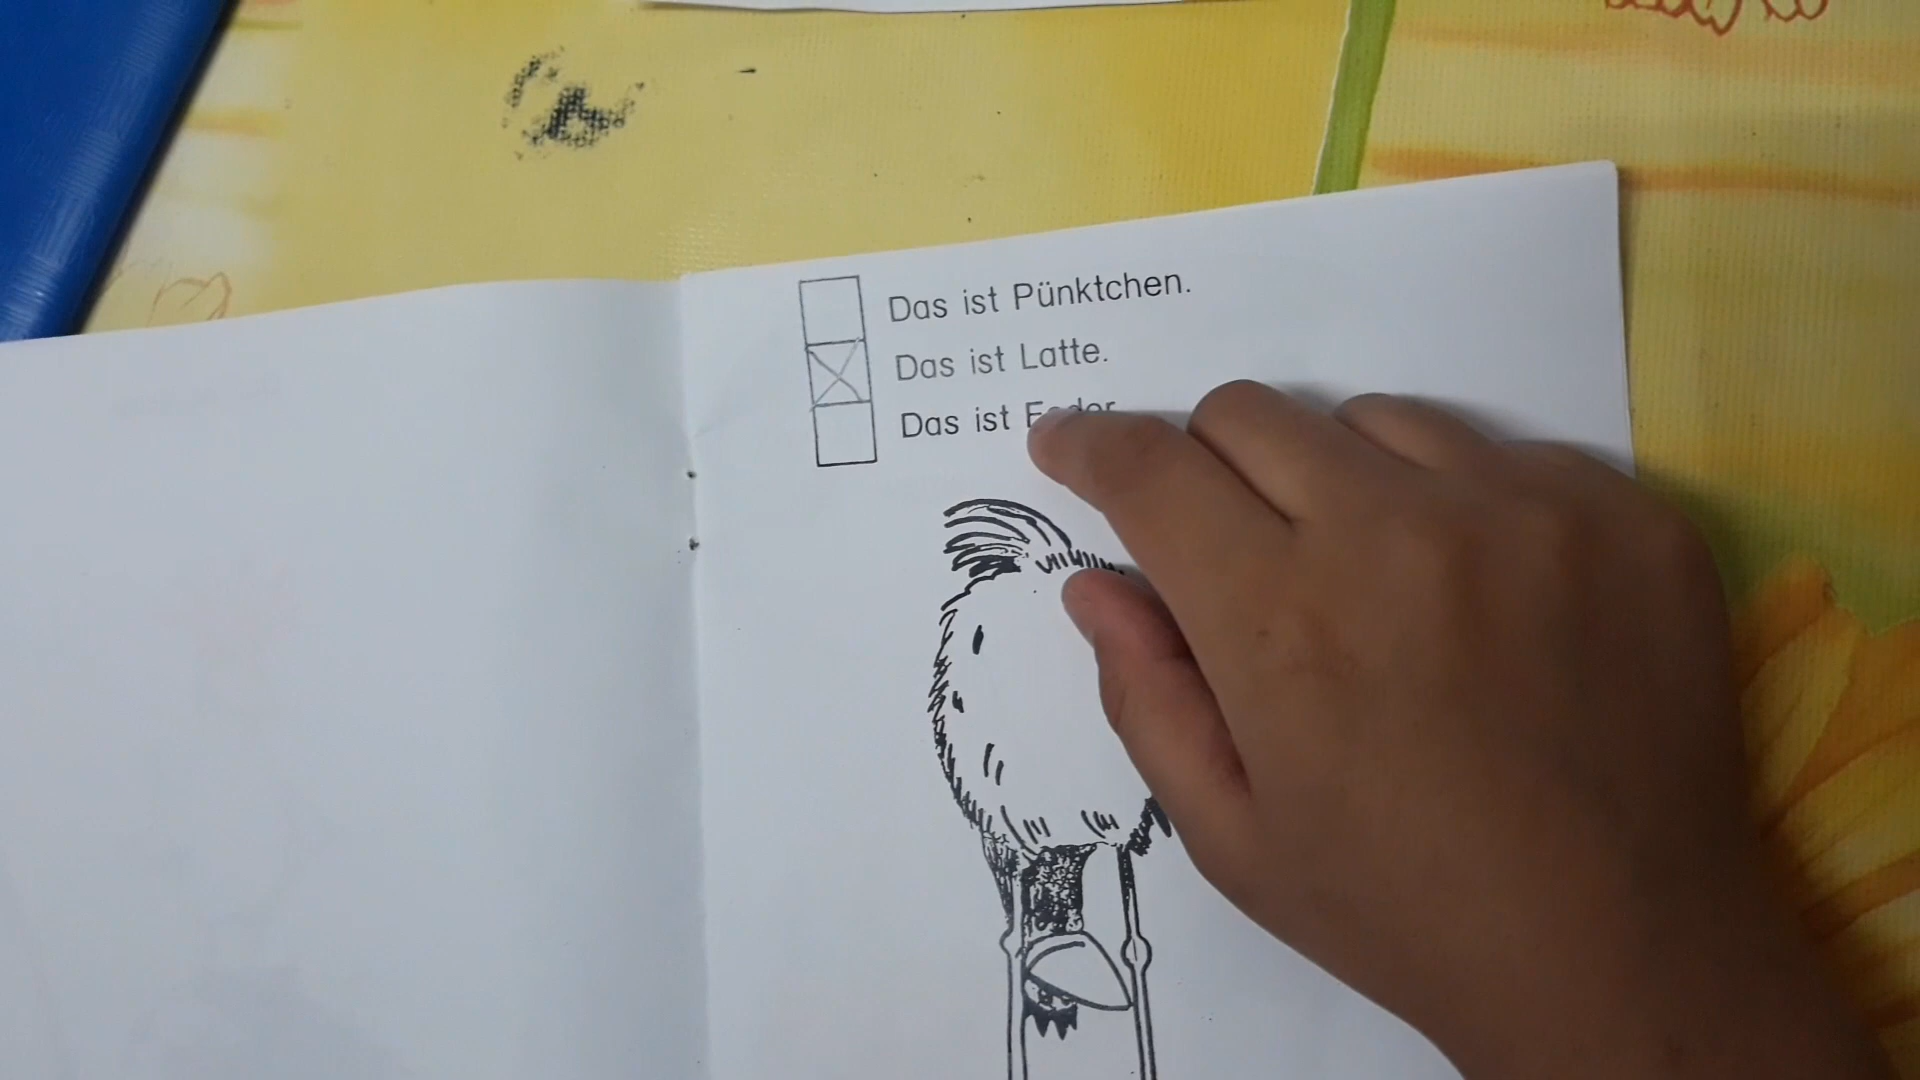 Das ist Pünktchen.
Das ist Latte.
Das ist